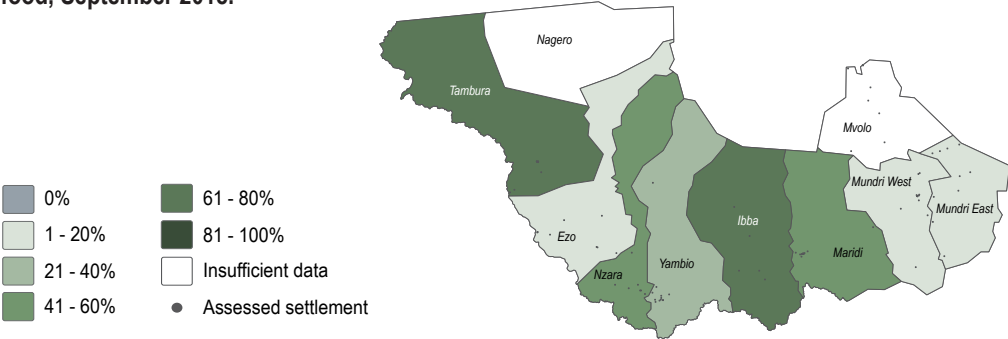 food, September 2018.
Nagero
Tambura
Mvolo
Mundri West
Mundri East
Ibba
Ezo
Maridi
Yambio
Nzara
0%
61 - 80%
1 - 20%
81 - 100%
21 - 40%
Insufficient data
41 - 60%
Assessed settlement